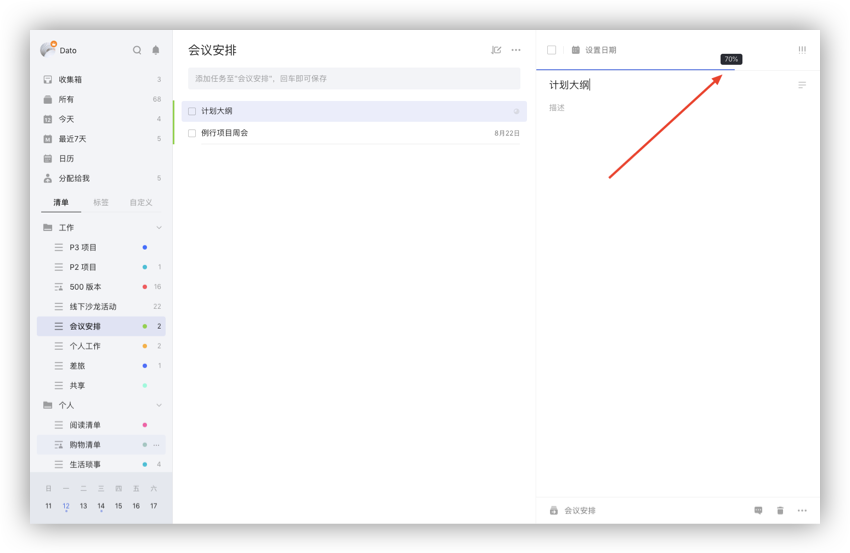 Dato
收集箱 3
所有 68
12 今天 4
最近7天 5
日历
分配给我 5
清单 标签 自定义
工作
P3 项目
P2 项目 1
500 版本 16
线下沙龙活动 22
会议安排 2
个人工作 2
差旅 1
共享
个人
阅读清单
购物清单 ···
生活琐事 4
日 一 二 三 四 五 六
11 12 13 14 15 16 17
会议安排
添加任务至“会议安排”，回车即可保存
计划大纲
例行项目周会 8月22日
设置日期
70%
计划大纲
描述
会议安排